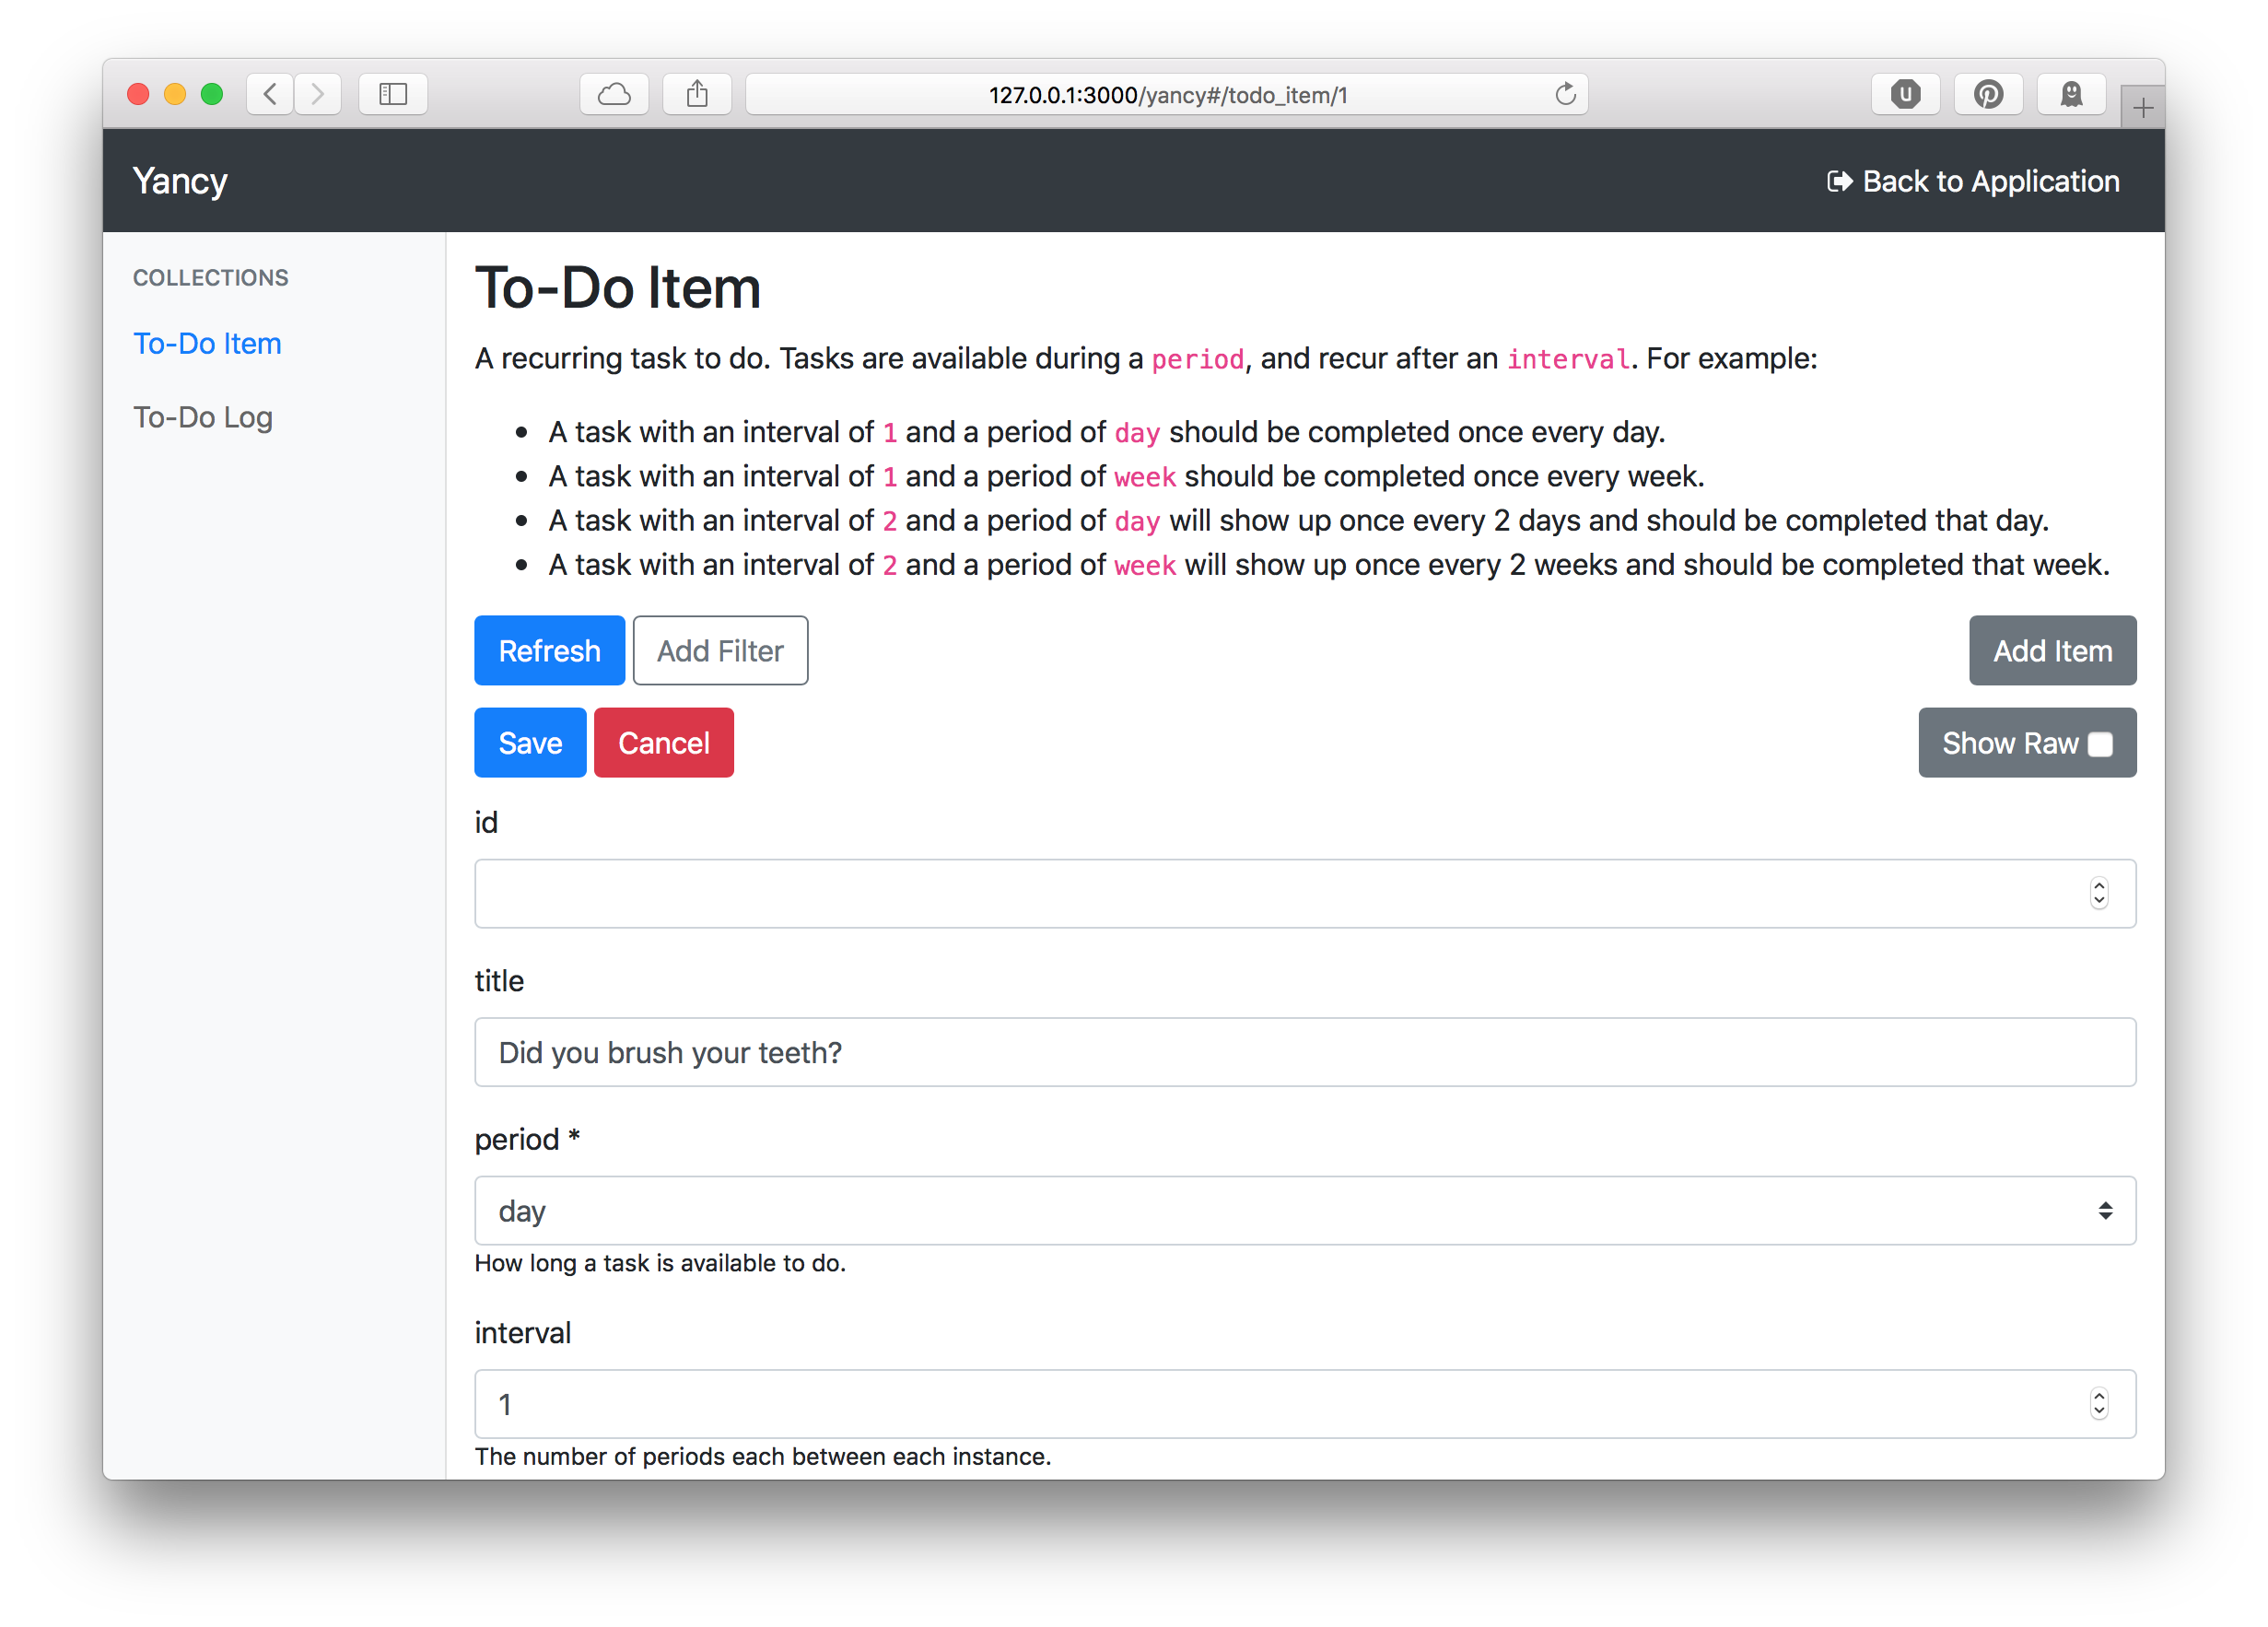 127.0.0.1:3000/yancy#/todo_item/1
Yancy
Back to Application
COLLECTIONS
To-Do Item
To-Do Log
To-Do Item
A recurring task to do. Tasks are available during a period, and recur after an interval. For example:
• A task with an interval of 1 and a period of day should be completed once every day.
• A task with an interval of 1 and a period of week should be completed once every week.
• A task with an interval of 2 and a period of day will show up once every 2 days and should be completed that day.
• A task with an interval of 2 and a period of week will show up once every 2 weeks and should be completed that week.
Refresh Add Filter Add Item
Save Cancel Show Raw
id
title
Did you brush your teeth?
period *
day
How long a task is available to do.
interval
1
The number of periods each between each instance.